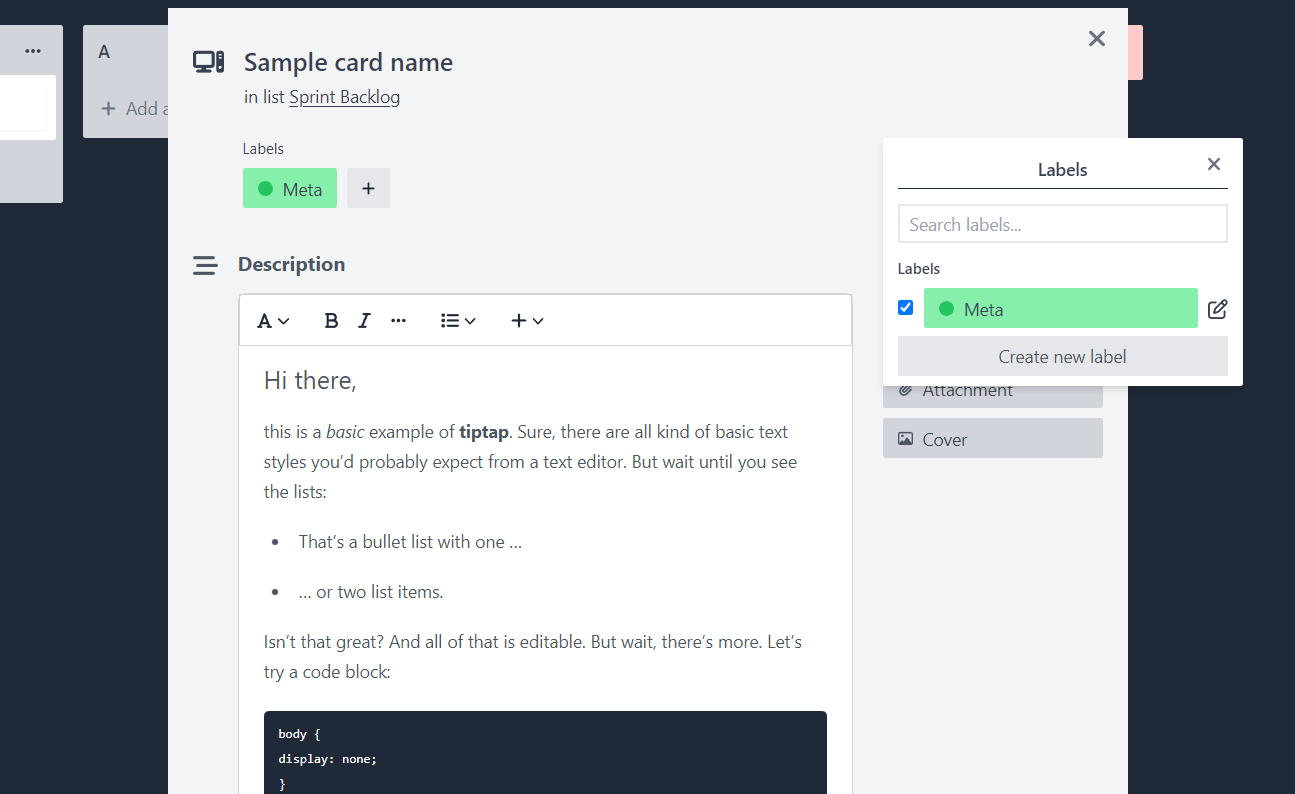 A
+ Add a
Sample card name
in list Sprint Backlog
Labels
Meta
+
Description
A
B
I
Hi there,
this is a basic example of tiptap. Sure, there are all kind of basic text
styles you’d probably expect from a text editor. But wait until you see
the lists:
• That’s a bullet list with one …
• … or two list items.
Isn’t that great? And all of that is editable. But wait, there’s more. Let’s
try a code block:
body {
display: none;
}
Labels
Search labels...
Labels
Meta
Create new label
Attachment
Cover